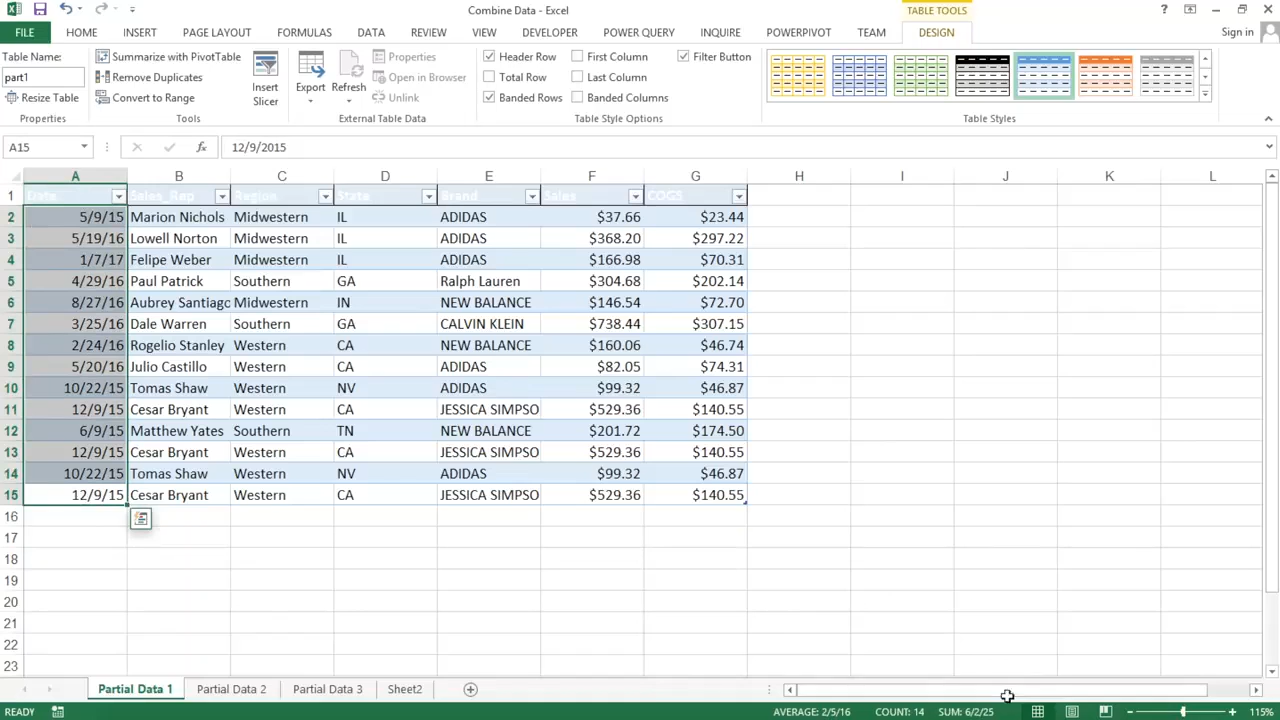 Combine Data - Excel
TABLE TOOLS
FILE HOME INSERT PAGE LAYOUT FORMULAS DATA REVIEW VIEW DEVELOPER POWER QUERY INQUIRE POWERPIVOT TEAM DESIGN Sign in
Table Name: Summarize with PivotTable Properties Header Row First Column Filter Button
part1 Remove Duplicates Insert Slicer Export Refresh Open in Browser Total Row Last Column
Resize Table Convert to Range Unlink Banded Rows Banded Columns
Properties Tools External Table Data Table Style Options Table Styles
A15 fx 12/9/2015
A B C D E F G H I J K L
1 Date Sales_Rep Region State Brand Sales COGS
2 5/9/15 Marion Nichols Midwestern IL ADIDAS $37.66 $23.44
3 5/19/16 Lowell Norton Midwestern IL ADIDAS $368.20 $297.22
4 1/7/17 Felipe Weber Midwestern IL ADIDAS $166.98 $70.31
5 4/29/16 Paul Patrick Southern GA Ralph Lauren $304.68 $202.14
6 8/27/16 Aubrey Santiago Midwestern IN NEW BALANCE $146.54 $72.70
7 3/25/16 Dale Warren Southern GA CALVIN KLEIN $738.44 $307.15
8 2/24/16 Rogelio Stanley Western CA NEW BALANCE $160.06 $46.74
9 5/20/16 Julio Castillo Western CA ADIDAS $82.05 $74.31
10 10/22/15 Tomas Shaw Western NV ADIDAS $99.32 $46.87
11 12/9/15 Cesar Bryant Western CA JESSICA SIMPSO $529.36 $140.55
12 6/9/15 Matthew Yates Southern TN NEW BALANCE $201.72 $174.50
13 12/9/15 Cesar Bryant Western CA JESSICA SIMPSO $529.36 $140.55
14 10/22/15 Tomas Shaw Western NV ADIDAS $99.32 $46.87
15 12/9/15 Cesar Bryant Western CA JESSICA SIMPSO $529.36 $140.55
16
17
18
19
20
21
22
23
Partial Data 1 Partial Data 2 Partial Data 3 Sheet2
READY AVERAGE: 2/5/16 COUNT: 14 SUM: 6/2/25 115%